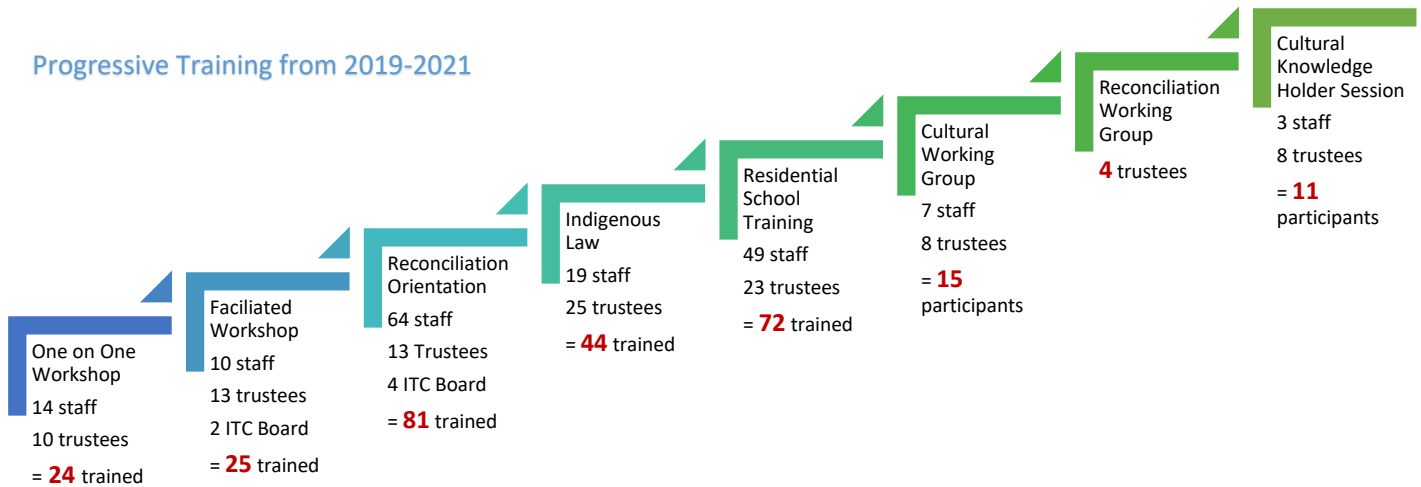 Progressive Training from 2019-2021
One on One
Workshop
14 staff
10 trustees
= 24 trained
Faciliated
Workshop
10 staff
13 trustees
2 ITC Board
= 25 trained
Reconciliation
Orientation
64 staff
13 Trustees
4 ITC Board
= 81 trained
Indigenous
Law
19 staff
25 trustees
= 44 trained
Residential
School
Training
49 staff
23 trustees
= 72 trained
Cultural
Working
Group
7 staff
8 trustees
= 15
participants
Reconciliation
Working
Group
4 trustees
Cultural
Knowledge
Holder Session
3 staff
8 trustees
= 11
participants